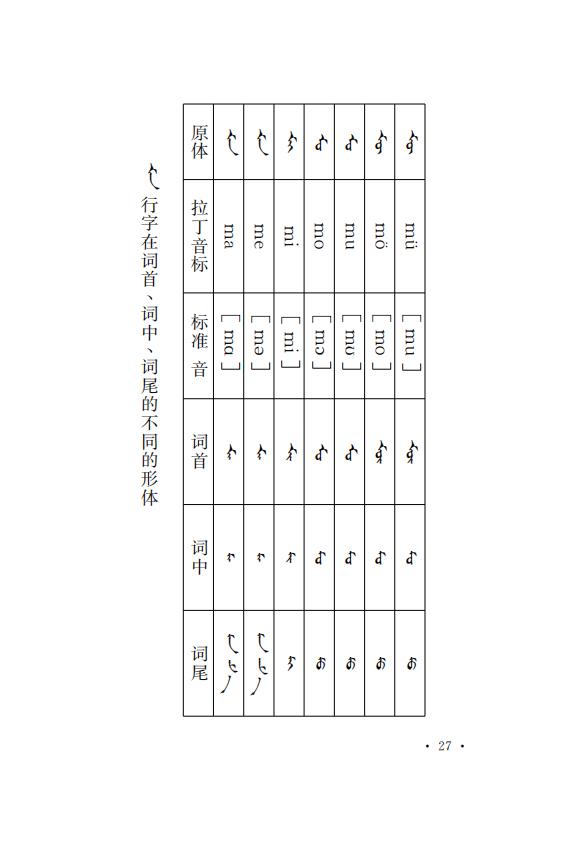 ᠮᠠ 行字在词首、词中、词尾的不同的形体
原体 拉丁音标 标准音 词首 词中 词尾
ᠮᠠ ma [mɑ] ᠮᠠ‍ ‍ᠮᠠ‍ ‍ᠮᠠ ‍ᠮ᠎ᠠ
ᠮᠡ me [mə] ᠮᠡ‍ ‍ᠮᠡ‍ ‍ᠮᠡ ‍ᠮ᠎ᠡ
ᠮᠢ mi [mi] ᠮᠢ‍ ‍ᠮᠢ‍ ‍ᠮᠢ
ᠮᠣ mo [mɔ] ᠮᠣ‍ ‍ᠮᠣ‍ ‍ᠮᠣ
ᠮᠤ mu [mʊ] ᠮᠤ‍ ‍ᠮᠤ‍ ‍ᠮᠤ
ᠮᠥ mö [mo] ᠮᠥ‍ ‍ᠮᠥ‍ ‍ᠮᠥ
ᠮᠦ mü [mu] ᠮᠦ‍ ‍ᠮᠦ‍ ‍ᠮᠦ
· 27 ·